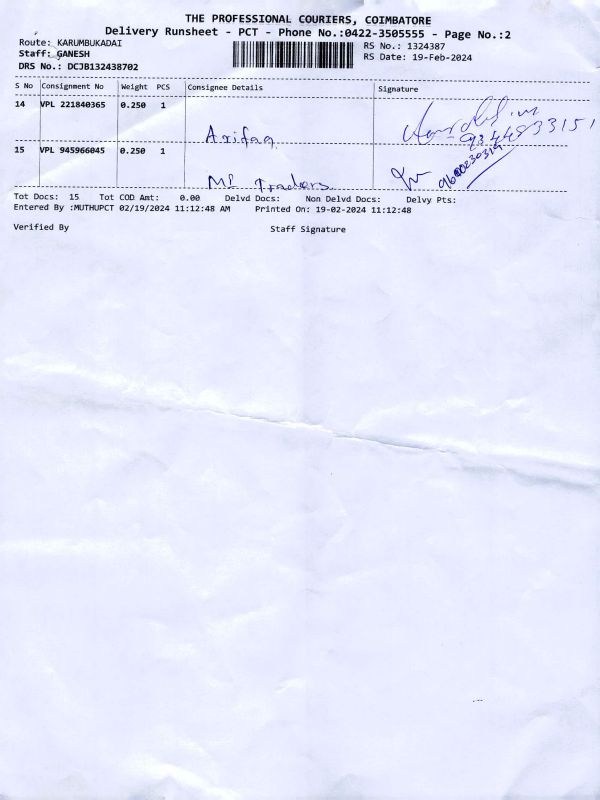 THE PROFESSIONAL COURIERS, COIMBATORE
Delivery Runsheet - PCT - Phone No.:0422-3505555 - Page No.:2
Route: KARUMBUKADAI RS No.: 1324387
Staff: GANESH RS Date: 19-Feb-2024
DRS No.: DCJB132438702
S No Consignment No Weight PCS Consignee Details Signature
14 VPL 221840365 0.250 1
Arifaa
15 VPL 945966045 0.250 1
Traders
Tot Docs: 15 Tot COD Amt: 0.00 Delvd Docs: Non Delvd Docs: Delvy Pts:
Entered By :MUTHUPCT 02/19/2024 11:12:48 AM Printed On: 19-02-2024 11:12:48
Verified By Staff Signature